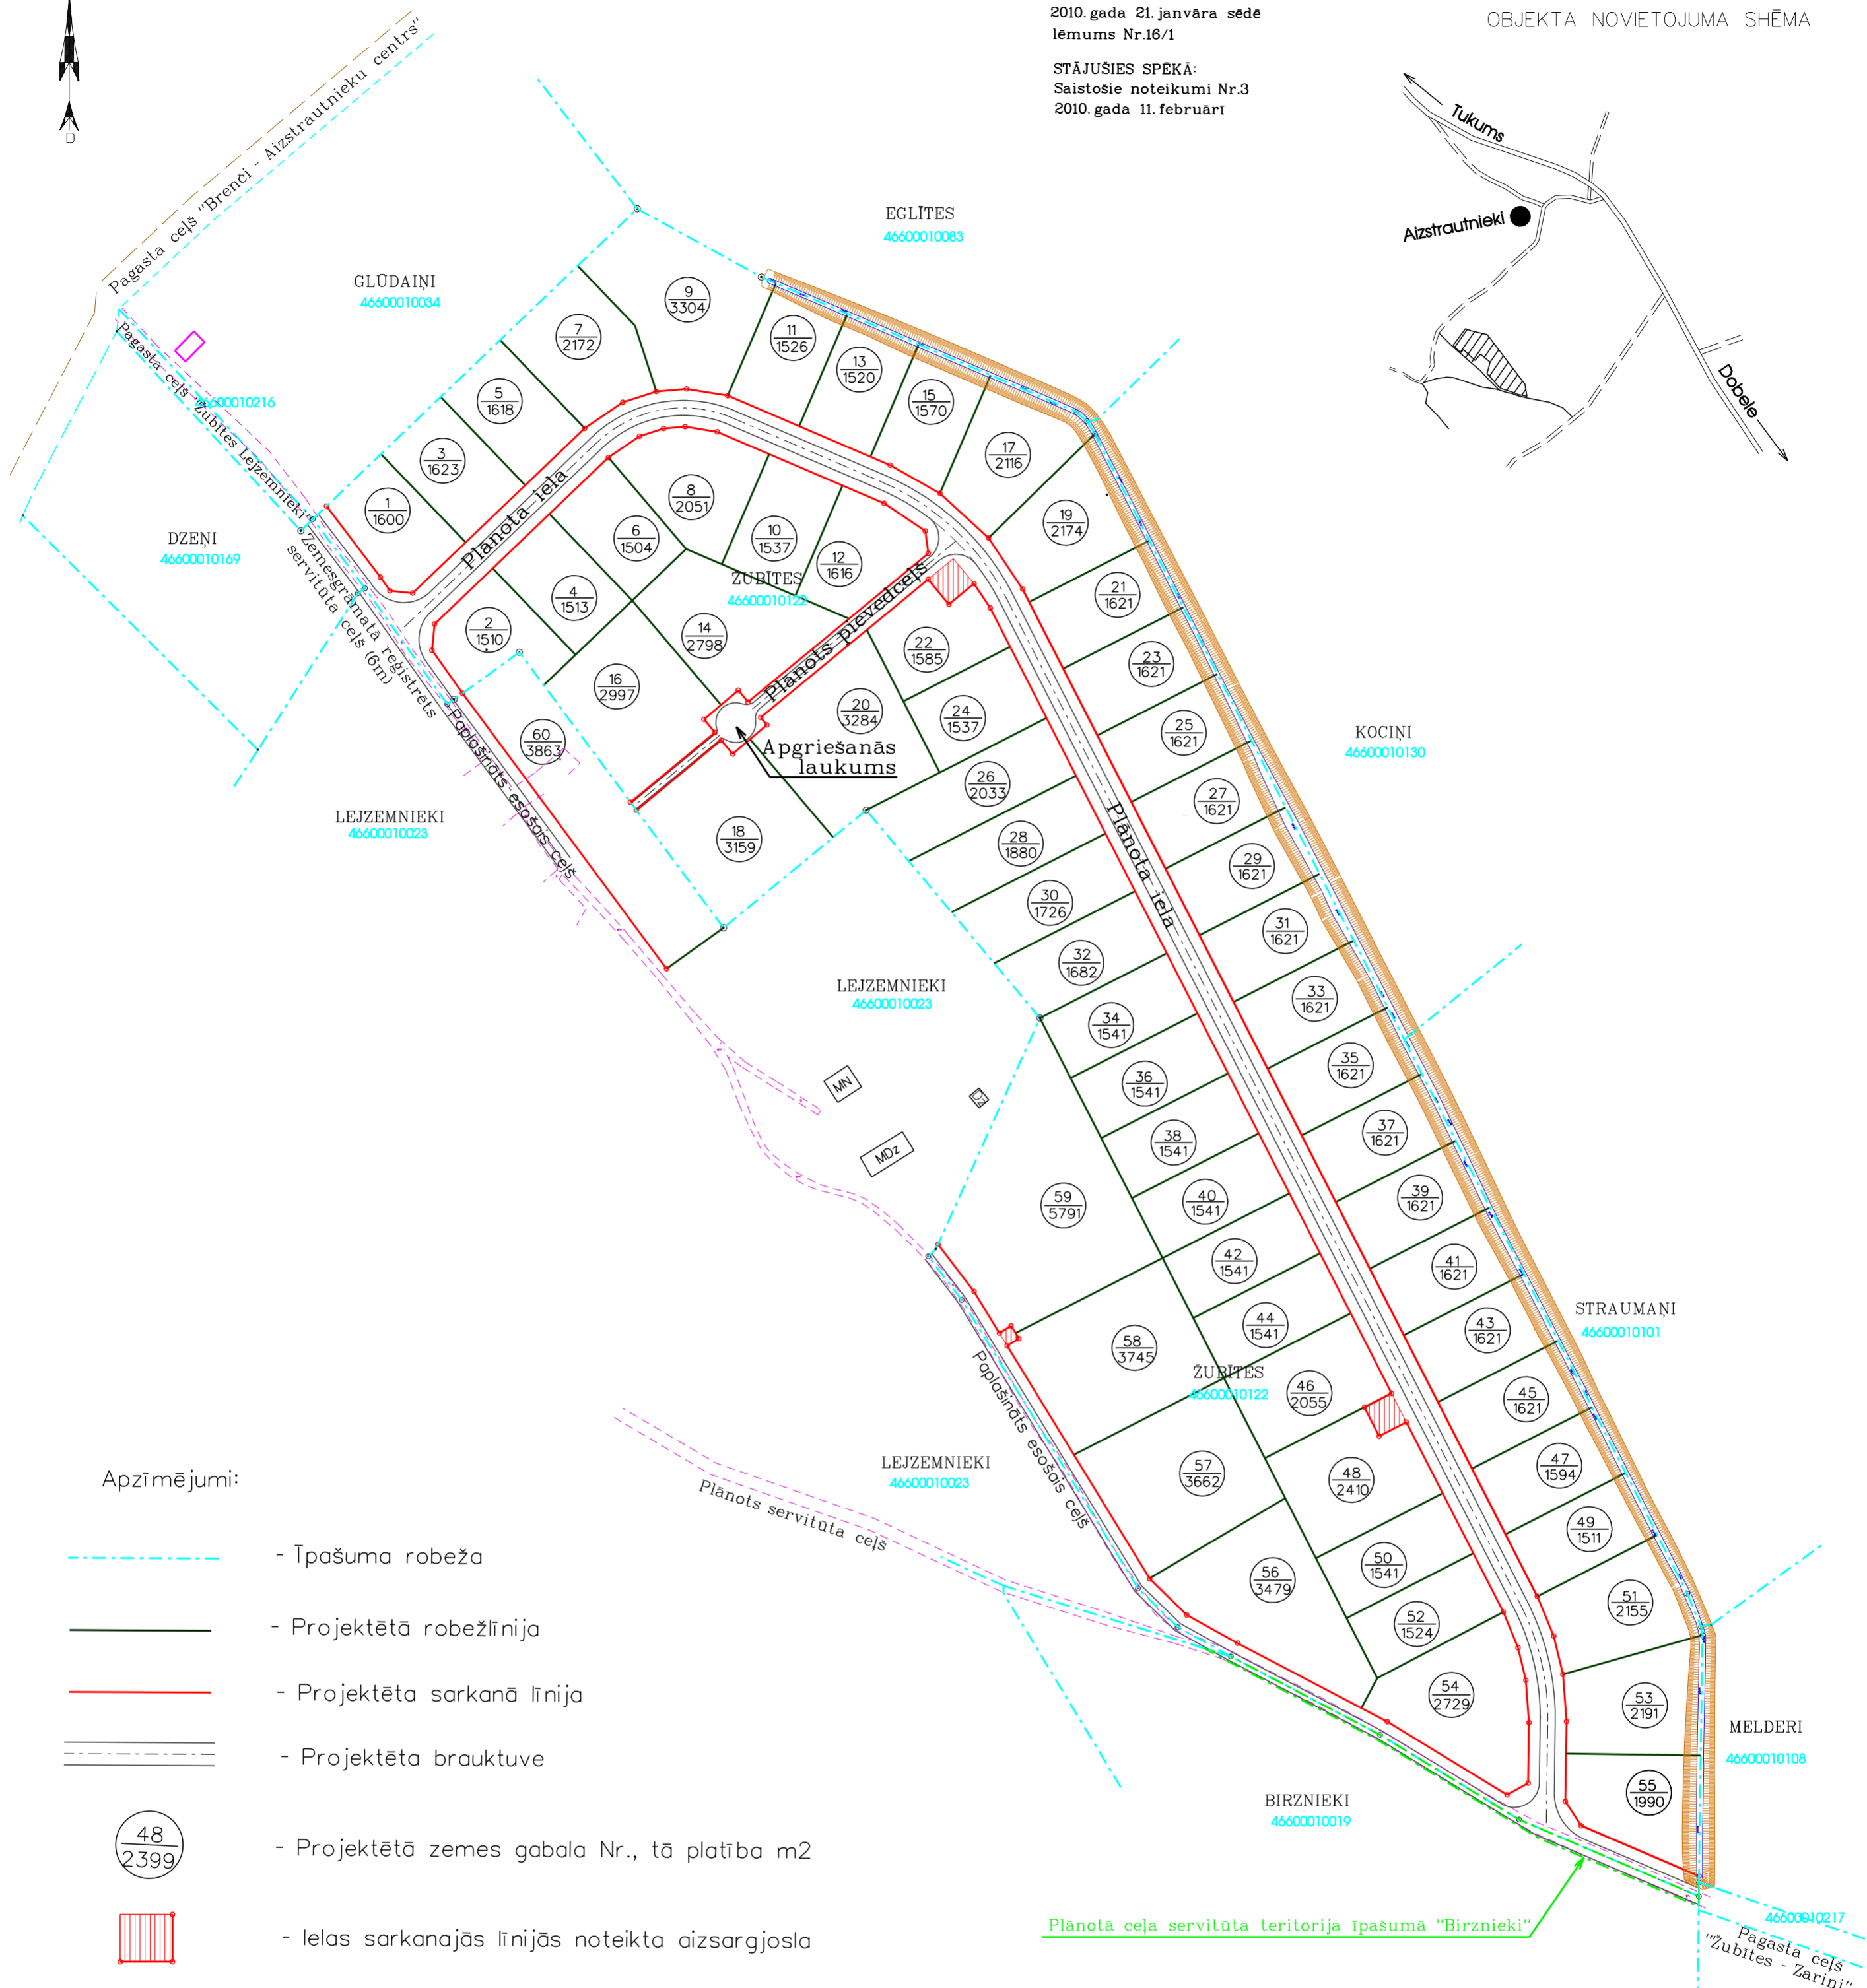 2010. gada 21. janvāra sēdē
lēmums Nr.16/1
STĀJUŠIES SPĒKĀ:
Saistošie noteikumi Nr.3
2010. gada 11. februārī
OBJEKTA NOVIETOJUMA SHĒMA
Tukums
Aizstrautnieki
Dobele
D
Pagasta ceļš "Brenči - Aizstrautnieku centrs"
EGLĪTES
46600010083
GLŪDAIŅI
46600010034
Pagasta ceļš "Žubītes Lejzemnieki"
46600010216
DZEŅI
46600010169
Zemesgrāmatā reģistrēts
servitūta ceļš (6m)
9
3304
7
2172
11
1526
13
1520
5
1618
15
1570
3
1623
17
2116
1
1600
8
2051
19
2174
6
1504
10
1537
12
1616
Plānota iela
ŽUBĪTES
46600010122
4
1513
21
1621
2
1510
14
2798
Plānots pievedceļš
22
1585
23
1621
16
2997
20
3284
24
1537
25
1621
60
3863
Apgriešanās
laukums
KOCIŅI
46600010130
26
2033
27
1621
LEJZEMNIEKI
46600010023
Paplašināts esošais ceļš
18
3159
28
1880
29
1621
Plānota iela
30
1726
31
1621
32
1682
LEJZEMNIEKI
46600010023
33
1621
34
1541
35
1621
36
1541
MN
Dz
MDz
37
1621
38
1541
39
1621
40
1541
59
5791
41
1621
42
1541
STRAUMAŅI
46600010101
43
1621
44
1541
58
3745
Paplašināts esošais ceļš
ŽUBĪTES
46600010122
46
2055
45
1621
LEJZEMNIEKI
46600010023
57
3662
48
2410
47
1594
Plānots servitūta ceļš
49
1511
50
1541
56
3479
51
2155
52
1524
54
2729
53
2191
MELDERI
46600010108
55
1990
BIRZNIEKI
46600010019
Plānotā ceļa servitūta teritorija īpašumā "Birznieki"
46600010217
Pagasta ceļš
"Žubītes - Zariņi"
Apzīmējumi:
- Īpašuma robeža
- Projektētā robežlīnija
- Projektēta sarkanā līnija
- Projektēta brauktuve
48
2399
- Projektētā zemes gabala Nr., tā platība m2
- Ielas sarkanajās līnijās noteikta aizsargjosla